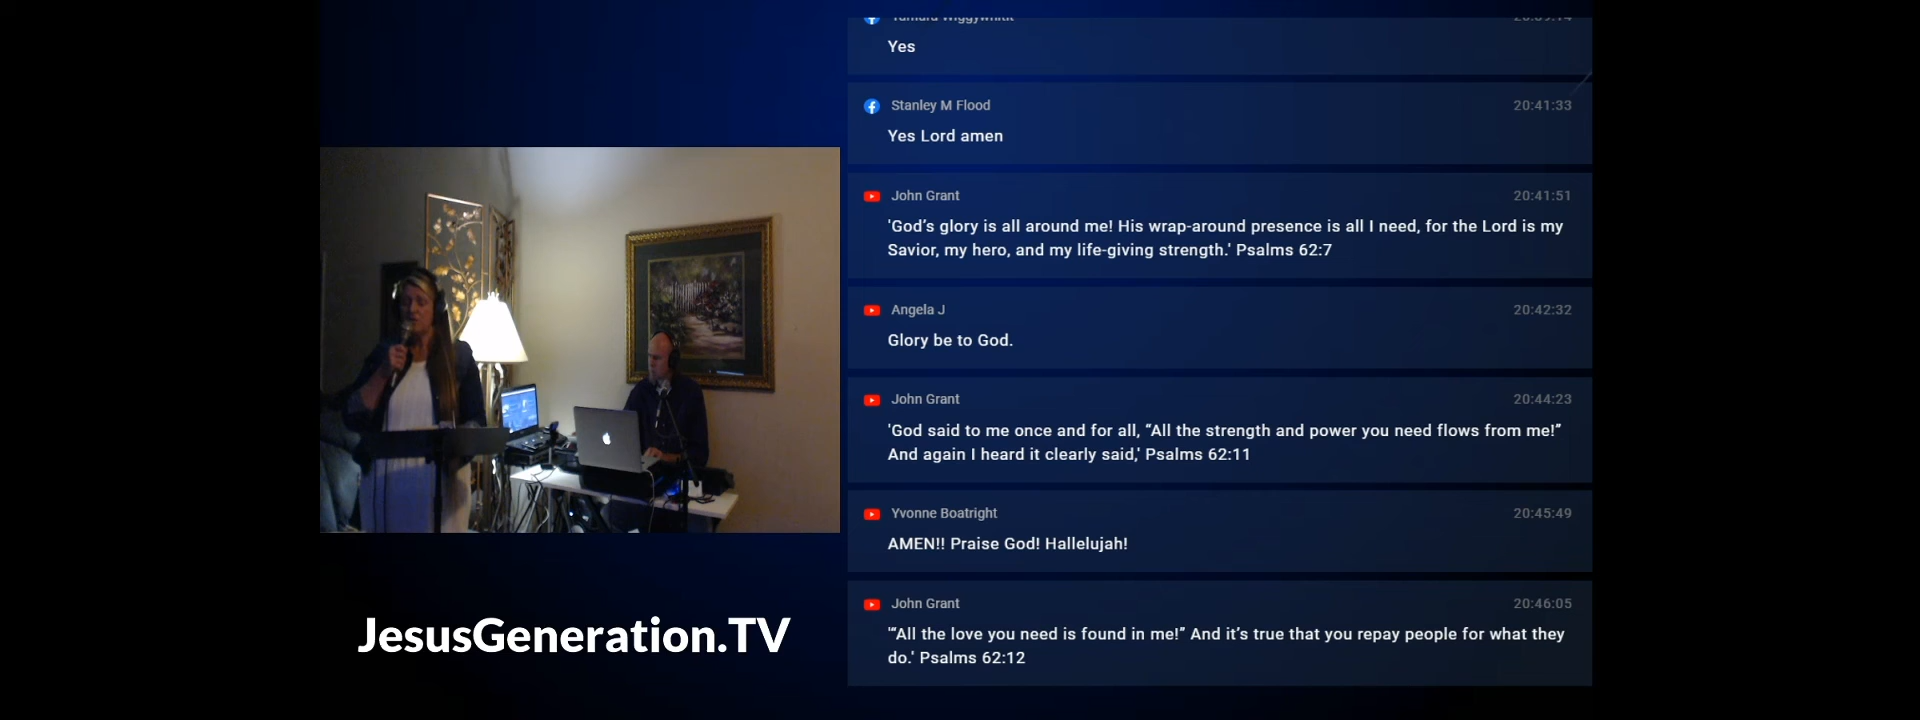 Yes
Stanley M Flood
20:41:33
Yes Lord amen
John Grant
20:41:51
'God's glory is all around me! His wrap-around presence is all I need, for the Lord is my
Savior, my hero, and my life-giving strength.' Psalms 62:7
Angela J
20:42:32
Glory be to God.
John Grant
20:44:23
'God said to me once and for all, “All the strength and power you need flows from me!”
And again I heard it clearly said,' Psalms 62:11
Yvonne Boatright
20:45:49
AMEN!! Praise God! Hallelujah!
John Grant
20:46:05
'“All the love you need is found in me!” And it’s true that you repay people for what they
do.' Psalms 62:12
JesusGeneration.TV